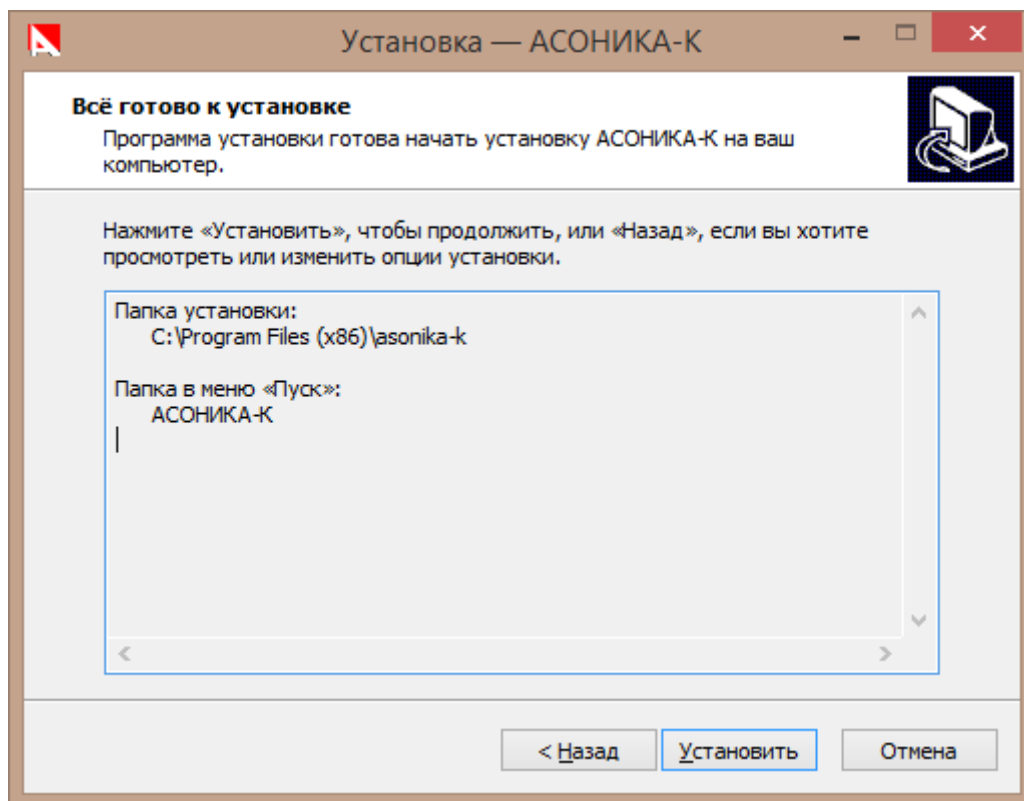 Установка — АСОНИКА-К
Всё готово к установке
Программа установки готова начать установку АСОНИКА-К на ваш
компьютер.
Нажмите «Установить», чтобы продолжить, или «Назад», если вы хотите
просмотреть или изменить опции установки.
Папка установки:
C:\Program Files (x86)\asonika-k
Папка в меню «Пуск»:
АСОНИКА-К
< Назад
Установить
Отмена